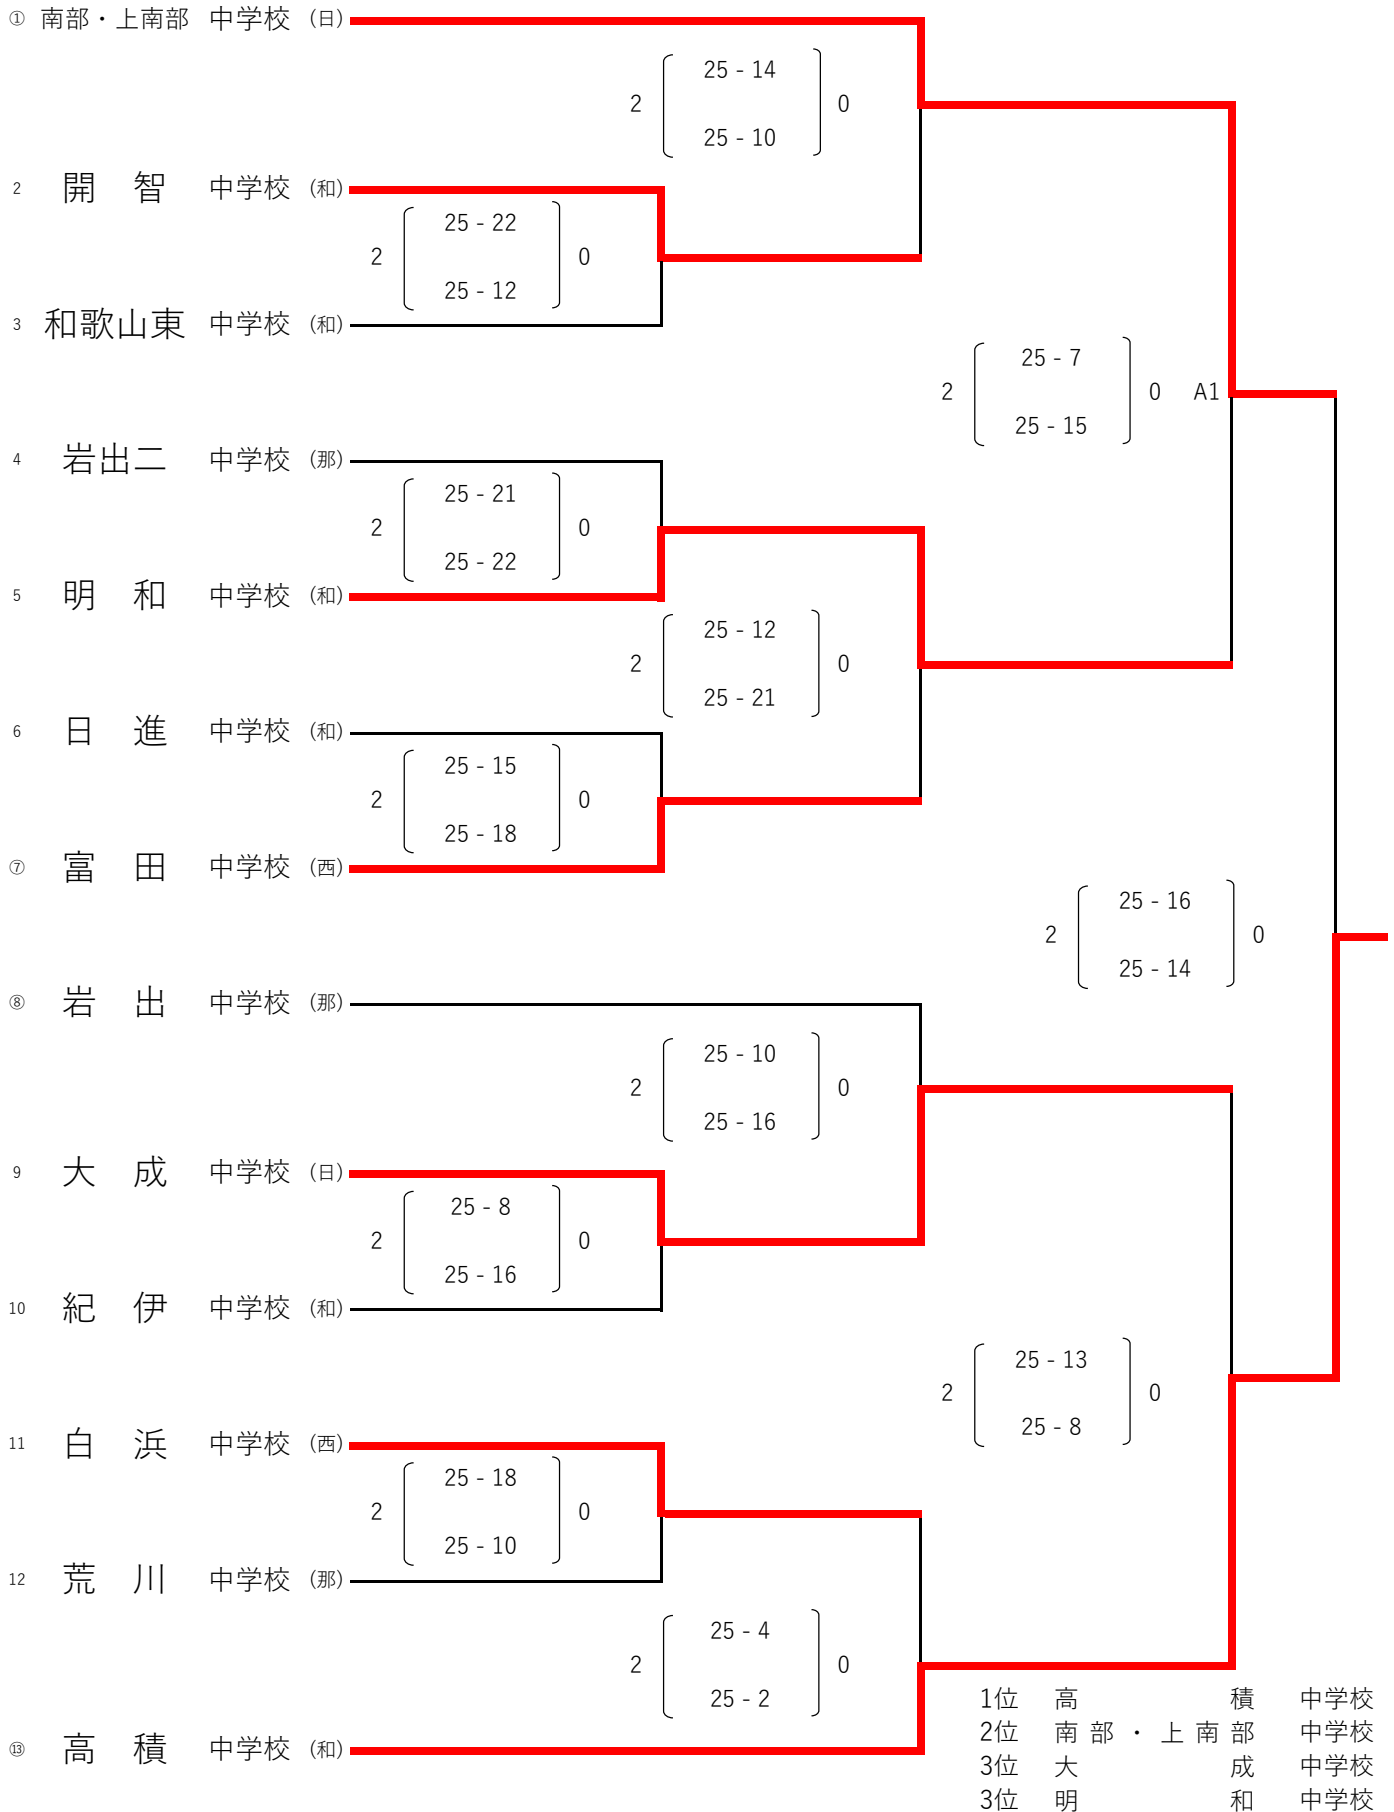 ① 南部・上南部 中学校 (日)
25 - 14
2 0
25 - 10
2 開 智 中学校 (和)
25 - 22
2 0
25 - 12
3 和歌山東 中学校 (和)
25 - 7
2 0 A1
25 - 15
4 岩出二 中学校 (那)
25 - 21
2 0
25 - 22
5 明 和 中学校 (和)
25 - 12
2 0
25 - 21
6 日 進 中学校 (和)
25 - 15
2 0
25 - 18
⑦ 富 田 中学校 (西)
25 - 16
2 0
25 - 14
⑧ 岩 出 中学校 (那)
25 - 10
2 0
25 - 16
9 大 成 中学校 (日)
25 - 8
2 0
25 - 16
10 紀 伊 中学校 (和)
25 - 13
2 0
25 - 8
11 白 浜 中学校 (西)
25 - 18
2 0
25 - 10
12 荒 川 中学校 (那)
25 - 4
2 0
25 - 2
⑬ 高 積 中学校 (和)
1位 高 積 中学校
2位 南部・上南部 中学校
3位 大 成 中学校
3位 明 和 中学校